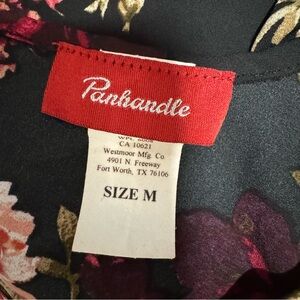 Panhandle
CA 10621
Westmoor Mfg. Co.
4901 N. Freeway
Fort Worth, TX 76106
SIZE M